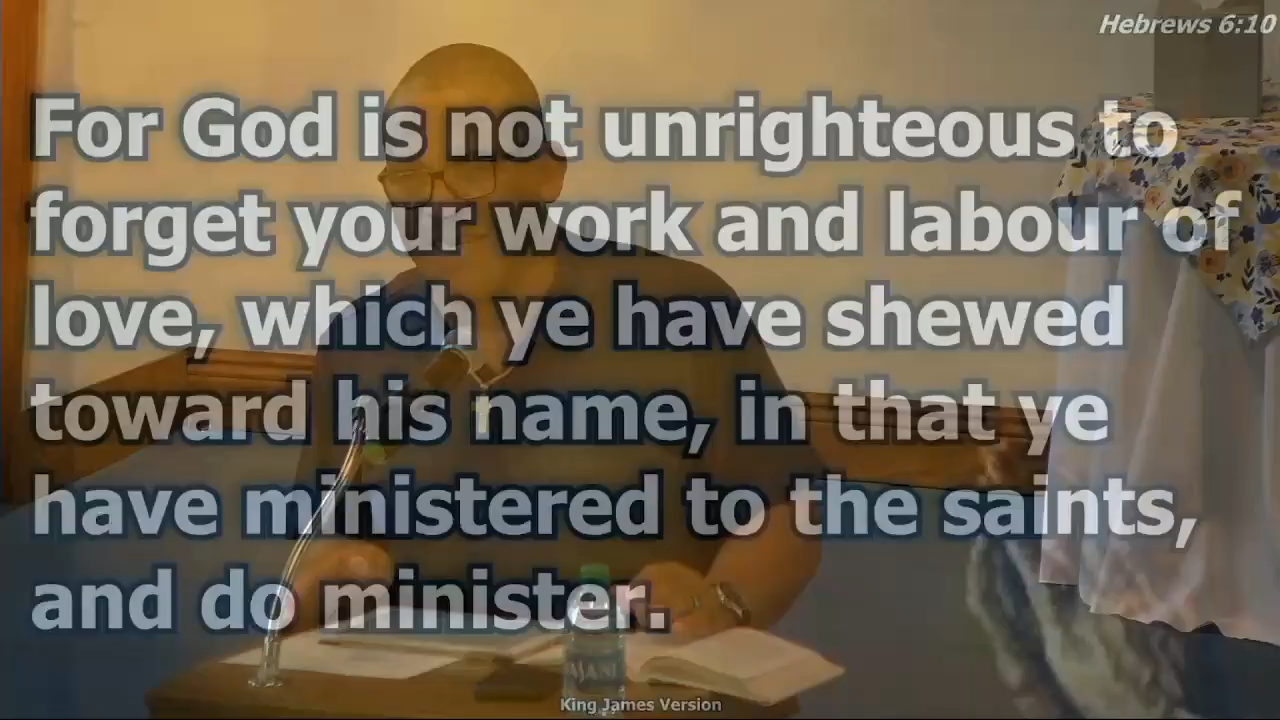 Hebrews 6:10
For God is not unrighteous to
forget your work and labour of
love, which ye have shewed
toward his name, in that ye
have ministered to the saints,
and do minister.
King James Version